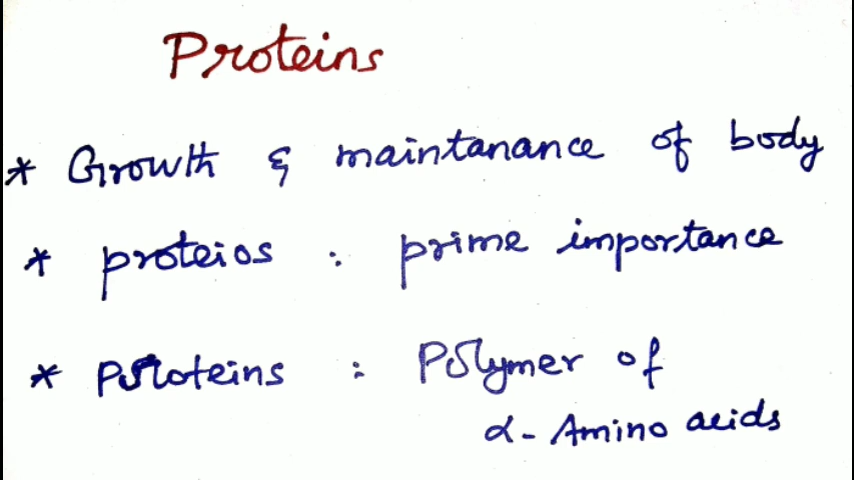 Proteins
* Growth & maintanance of body
* proteios : prime importance
* Proteins : Polymer of
α- Amino acids